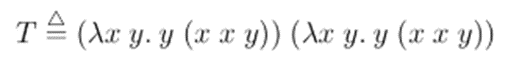 T ≜ (λx y. y (x x y)) (λx y. y (x x y))